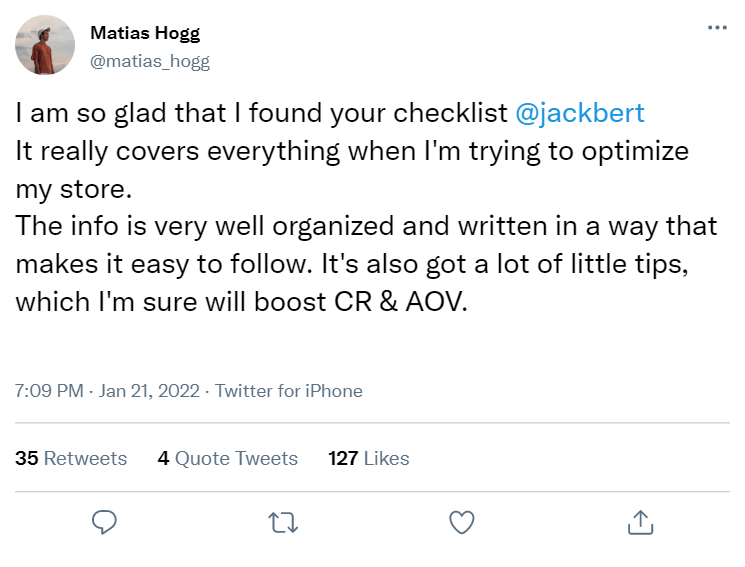 Matias Hogg
@matias_hogg
I am so glad that I found your checklist @jackbert
It really covers everything when I'm trying to optimize
my store.
The info is very well organized and written in a way that
makes it easy to follow. It's also got a lot of little tips,
which I'm sure will boost CR & AOV.
7:09 PM · Jan 21, 2022 · Twitter for iPhone
35 Retweets 4 Quote Tweets 127 Likes